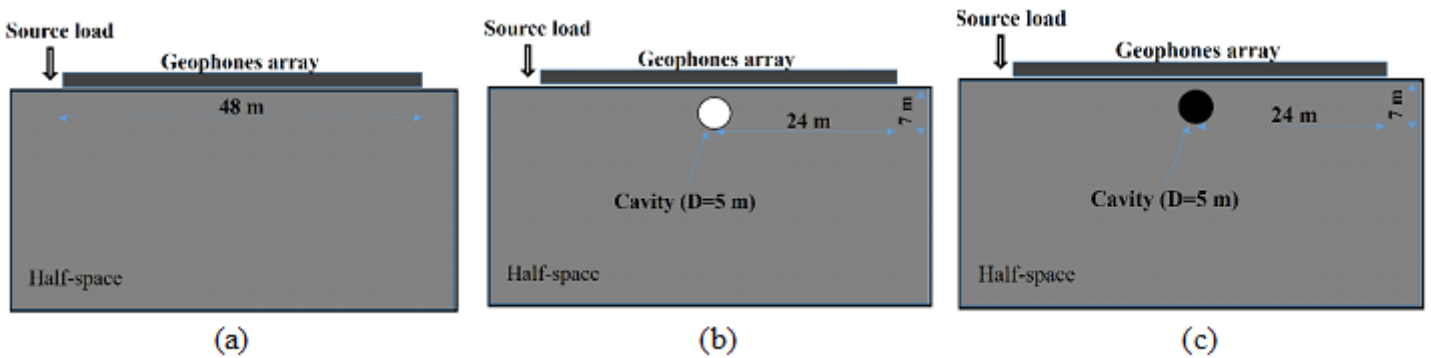 Source load
Geophones array
48 m
Half-space
(a)
Source load
Geophones array
24 m
7 m
Cavity (D=5 m)
Half-space
(b)
Source load
Geophones array
24 m
7 m
Cavity (D=5 m)
Half-space
(c)